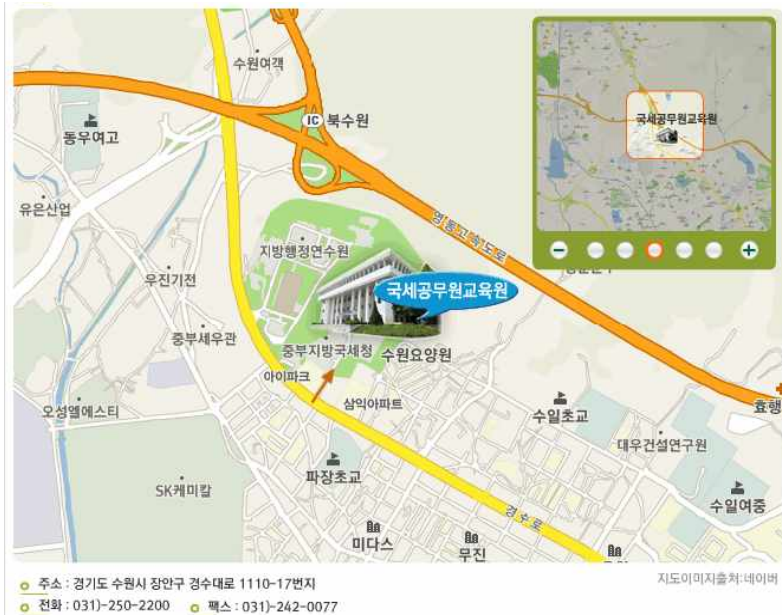 수원여객
IC 북수원
동우여고
국세공무원교육원
유은산업
영동고속도로
지방행정연수원
우진기전
국세공무원교육원
중부세우관
중부지방국세청
수원요양원
아이파크
오성엘에스티
삼익아파트
수일초교
효행
대우건설연구원
파장초교
SK케미칼
수일여중
경수로
미다스
무진
지도이미지출처:네이버
주소 : 경기도 수원시 장안구 경수대로 1110-17번지
전화 : 031)-250-2200 팩스 : 031)-242-0077